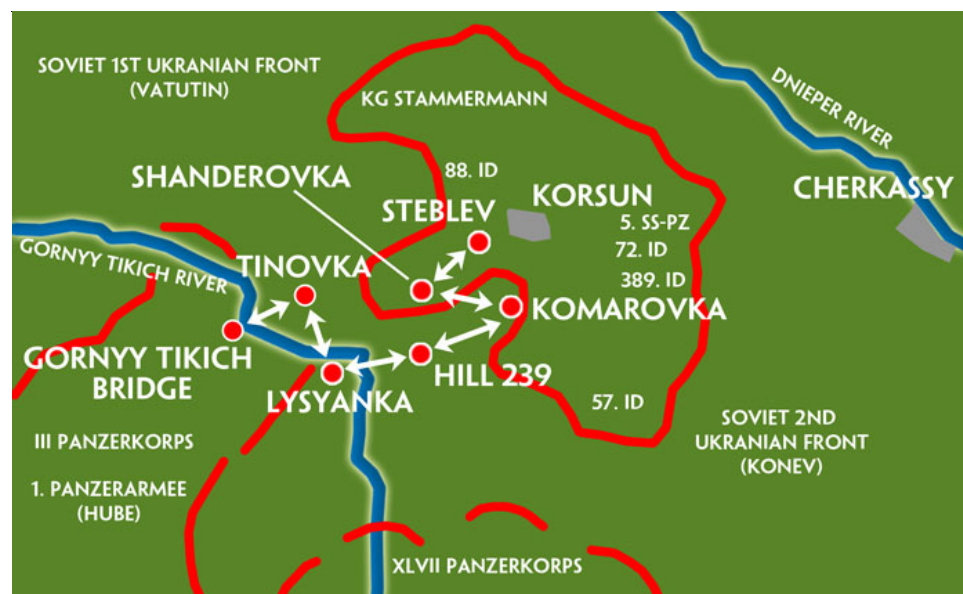 SOVIET 1ST UKRANIAN FRONT
(VATUTIN)
KG STAMMERMANN
DNIEPER RIVER
CHERKASSY
88. ID
SHANDEROVKA
STEBLEV
KORSUN
5. SS-PZ
72. ID
389. ID
GORNYY TIKICH RIVER
TINOVKA
KOMAROVKA
GORNYY TIKICH
BRIDGE
LYSYANKA
HILL 239
57. ID
SOVIET 2ND
UKRANIAN FRONT
(KONEV)
III PANZERKORPS
1. PANZERARMEE
(HUBE)
XLVII PANZERKORPS